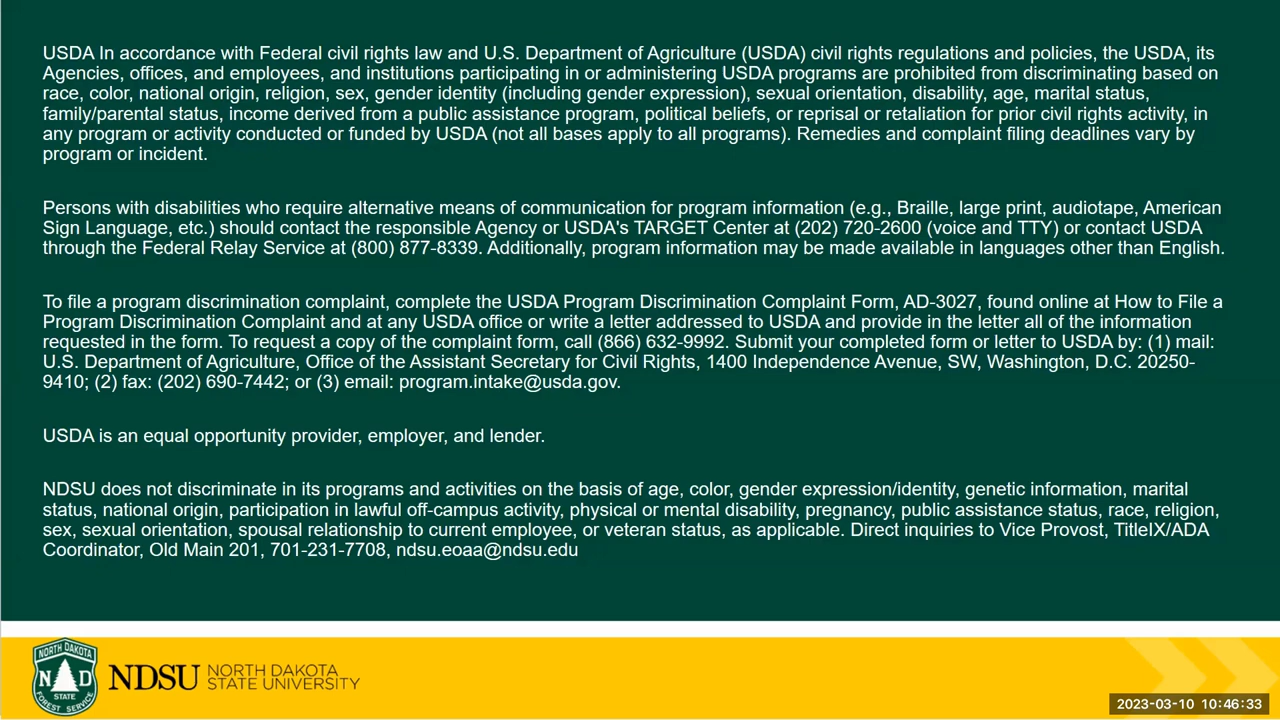 USDA In accordance with Federal civil rights law and U.S. Department of Agriculture (USDA) civil rights regulations and policies, the USDA, its
Agencies, offices, and employees, and institutions participating in or administering USDA programs are prohibited from discriminating based on
race, color, national origin, religion, sex, gender identity (including gender expression), sexual orientation, disability, age, marital status,
family/parental status, income derived from a public assistance program, political beliefs, or reprisal or retaliation for prior civil rights activity, in
any program or activity conducted or funded by USDA (not all bases apply to all programs). Remedies and complaint filing deadlines vary by
program or incident.
Persons with disabilities who require alternative means of communication for program information (e.g., Braille, large print, audiotape, American
Sign Language, etc.) should contact the responsible Agency or USDA's TARGET Center at (202) 720-2600 (voice and TTY) or contact USDA
through the Federal Relay Service at (800) 877-8339. Additionally, program information may be made available in languages other than English.
To file a program discrimination complaint, complete the USDA Program Discrimination Complaint Form, AD-3027, found online at How to File a
Program Discrimination Complaint and at any USDA office or write a letter addressed to USDA and provide in the letter all of the information
requested in the form. To request a copy of the complaint form, call (866) 632-9992. Submit your completed form or letter to USDA by: (1) mail:
U.S. Department of Agriculture, Office of the Assistant Secretary for Civil Rights, 1400 Independence Avenue, SW, Washington, D.C. 20250-
9410; (2) fax: (202) 690-7442; or (3) email: program.intake@usda.gov.
USDA is an equal opportunity provider, employer, and lender.
NDSU does not discriminate in its programs and activities on the basis of age, color, gender expression/identity, genetic information, marital
status, national origin, participation in lawful off-campus activity, physical or mental disability, pregnancy, public assistance status, race, religion,
sex, sexual orientation, spousal relationship to current employee, or veteran status, as applicable. Direct inquiries to Vice Provost, TitleIX/ADA
Coordinator, Old Main 201, 701-231-7708, ndsu.eoaa@ndsu.edu
NORTH DAKOTA
N D
STATE
FOREST SERVICE
NDSU
NORTH DAKOTA
STATE UNIVERSITY
2023-03-10 10:46:33